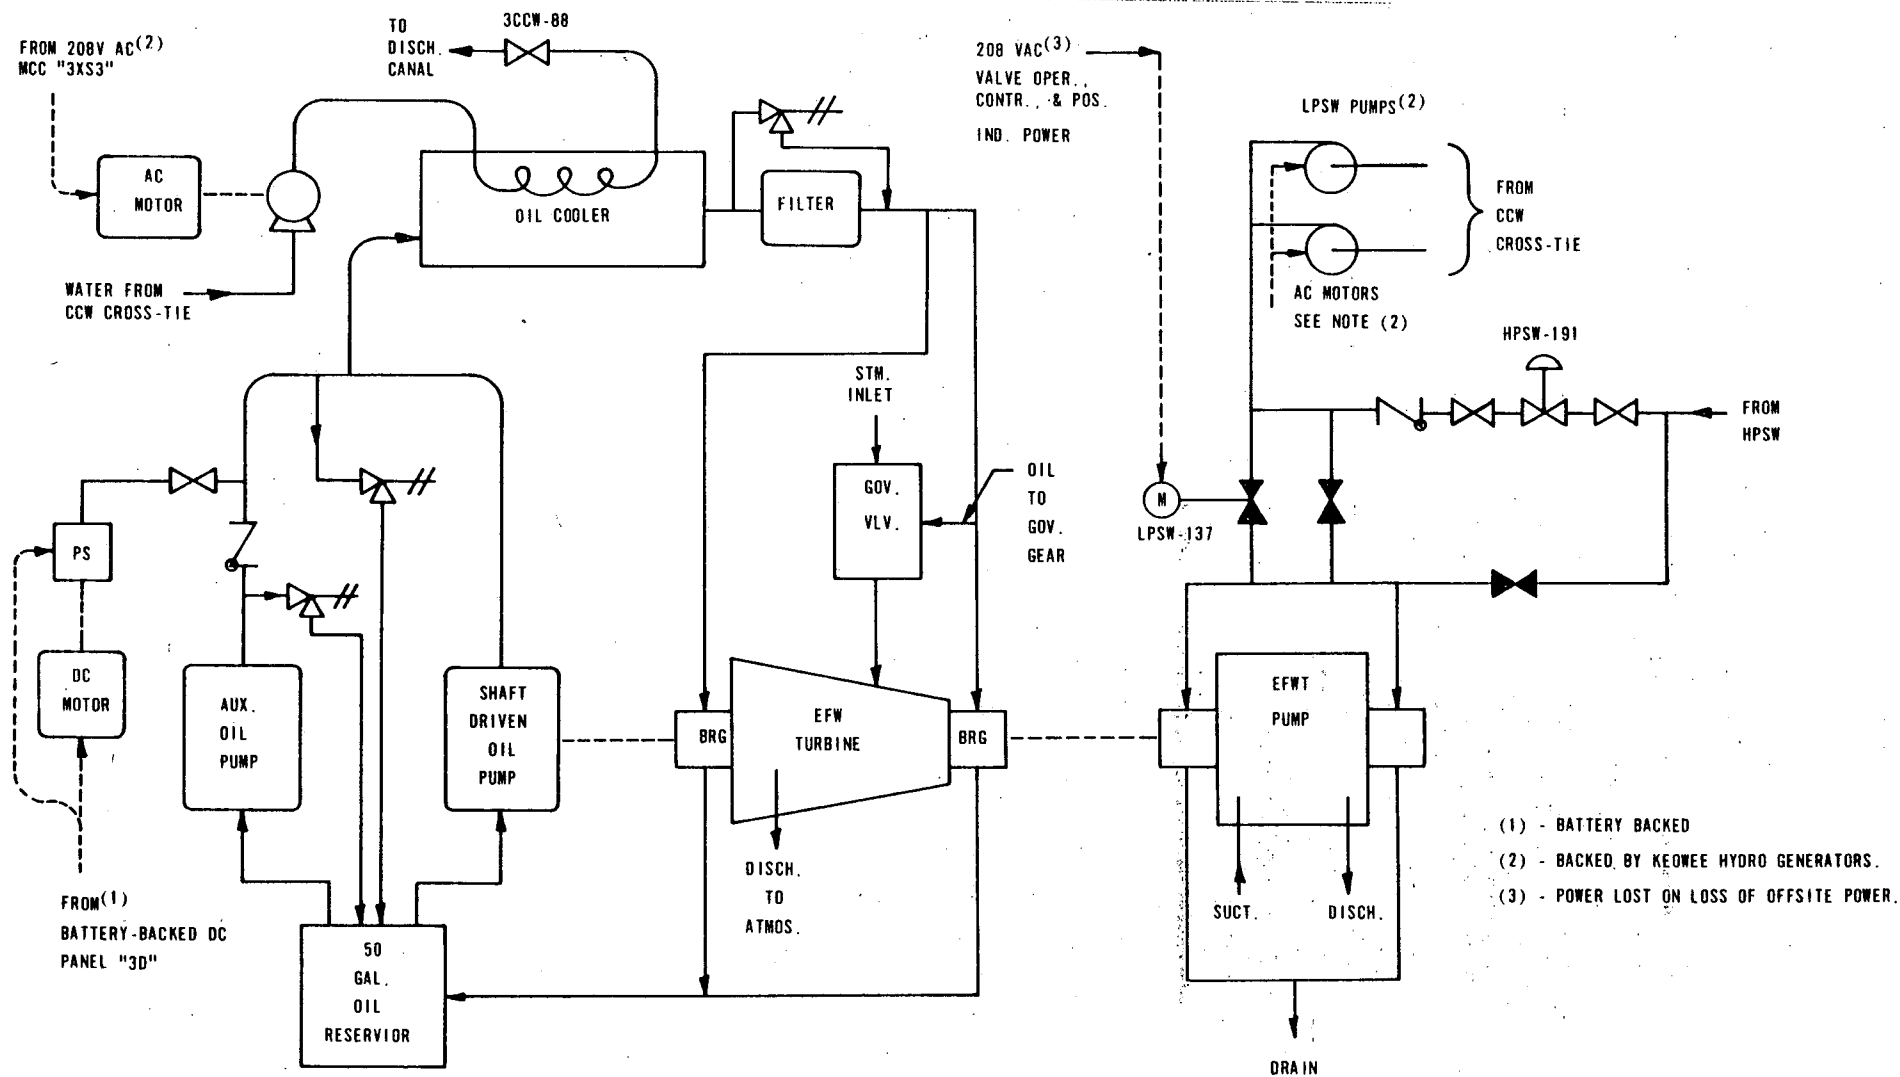 FROM 208V AC(2)
MCC "3XS3"
TO
DISCH.
CANAL
3CCW-88
208 VAC(3)
VALVE OPER.,
CONTR., & POS.
IND. POWER
LPSW PUMPS(2)
FROM
CCW
CROSS-TIE
AC
MOTOR
OIL COOLER
FILTER
WATER FROM
CCW CROSS-TIE
AC MOTORS
SEE NOTE (2)
HPSW-191
FROM
HPSW
STM.
INLET
GOV.
VLV.
OIL
TO
GOV.
GEAR
M
LPSW-137
PS
DC
MOTOR
AUX.
OIL
PUMP
SHAFT
DRIVEN
OIL
PUMP
BRG
EFW
TURBINE
BRG
EFWT
PUMP
DISCH.
TO
ATMOS.
SUCT.
DISCH.
(1) - BATTERY BACKED
(2) - BACKED BY KEOWEE HYDRO GENERATORS.
(3) - POWER LOST ON LOSS OF OFFSITE POWER.
FROM(1)
BATTERY-BACKED DC
PANEL "3D"
50
GAL.
OIL
RESERVIOR
DRAIN